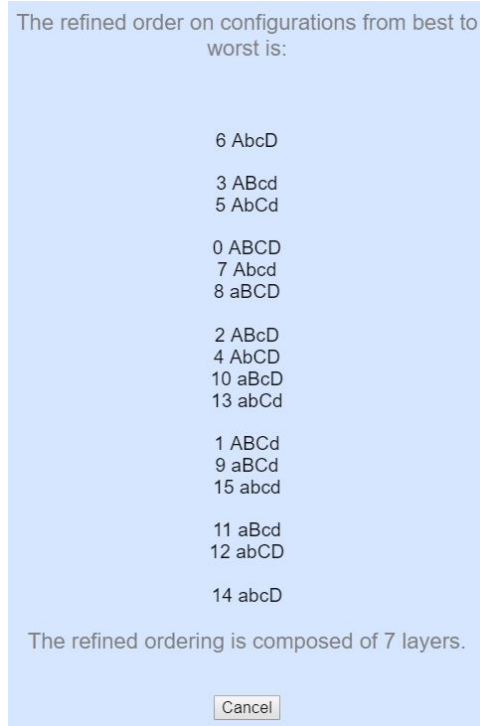 The refined order on configurations from best to
worst is:
6 AbcD
3 ABcd
5 AbCd
0 ABCD
7 Abcd
8 aBCD
2 ABcD
4 AbCD
10 aBcD
13 abCd
1 ABCd
9 aBCd
15 abcd
11 aBcd
12 abCD
14 abcD
The refined ordering is composed of 7 layers.
Cancel